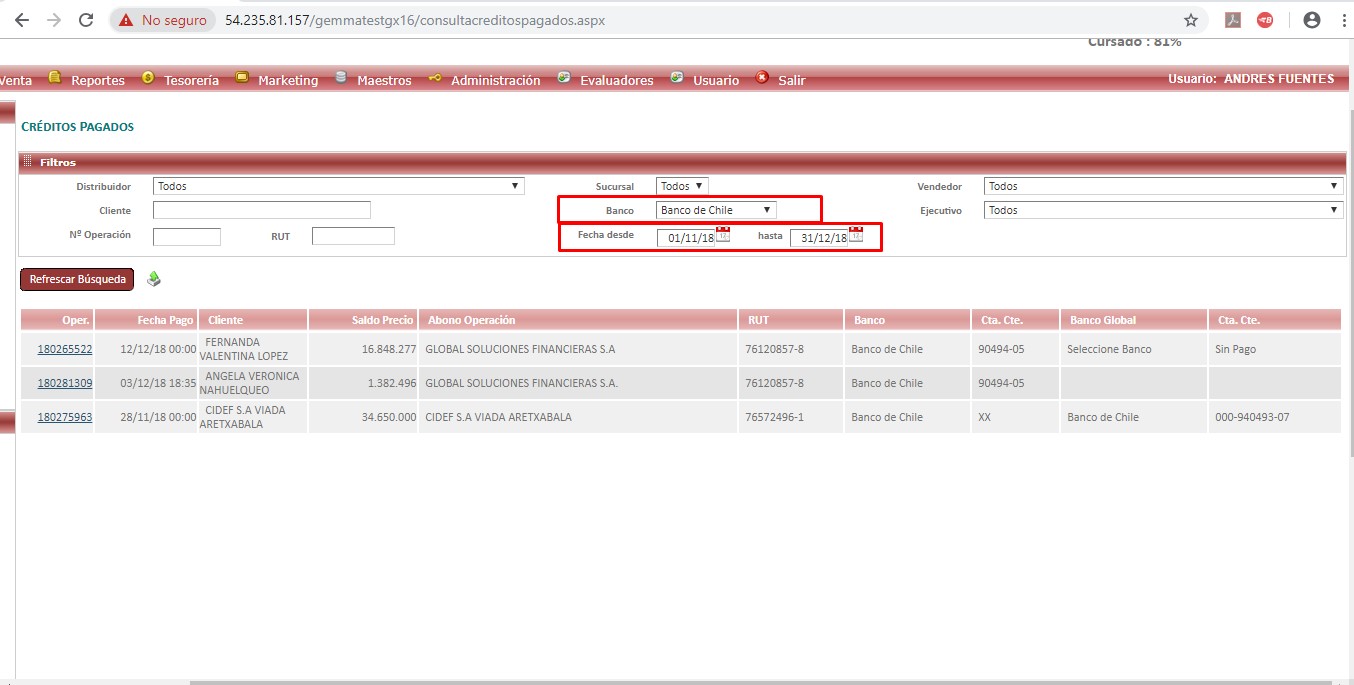 No seguro 54.235.81.157/gemmatestgx16/consultacreditospagados.aspx
Cursado : 81%
Venta Reportes Tesorería Marketing Maestros Administración Evaluadores Usuario Salir Usuario: ANDRES FUENTES
CRÉDITOS PAGADOS
Filtros
Distribuidor Todos Sucursal Todos Vendedor Todos
Cliente Banco Banco de Chile Ejecutivo Todos
Nº Operación RUT Fecha desde 01/11/18 hasta 31/12/18
Refrescar Búsqueda
Oper. Fecha Pago Cliente Saldo Precio Abono Operación RUT Banco Cta. Cte. Banco Global Cta. Cte.
180265522 12/12/18 00:00 FERNANDA VALENTINA LOPEZ 16.848.277 GLOBAL SOLUCIONES FINANCIERAS S.A 76120857-8 Banco de Chile 90494-05 Seleccione Banco Sin Pago
180281309 03/12/18 18:35 ANGELA VERONICA NAHUELQUEO 1.382.496 GLOBAL SOLUCIONES FINANCIERAS S.A. 76120857-8 Banco de Chile 90494-05
180275963 28/11/18 00:00 CIDEF S.A VIADA ARETXABALA 34.650.000 CIDEF S.A VIADA ARETXABALA 76572496-1 Banco de Chile XX Banco de Chile 000-940493-07